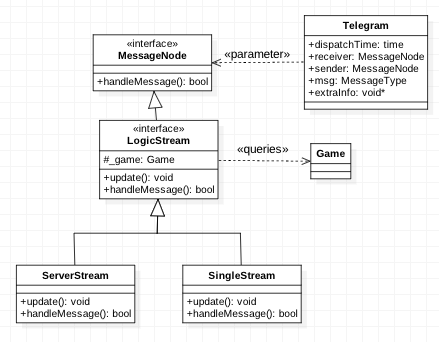 «interface»
MessageNode
+handleMessage(): bool
«parameter»
Telegram
+dispatchTime: time
+receiver: MessageNode
+sender: MessageNode
+msg: MessageType
+extraInfo: void*
«interface»
LogicStream
#_game: Game
+update(): void
+handleMessage(): bool
«queries»
Game
ServerStream
+update(): void
+handleMessage(): bool
SingleStream
+update(): void
+handleMessage(): bool